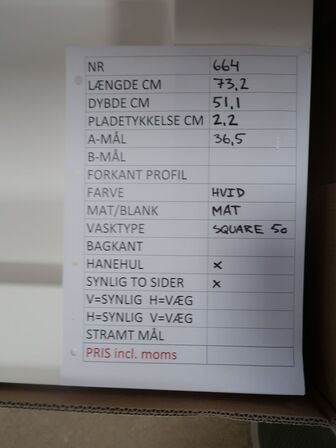 NR 664
LÆNGDE CM 73,2
DYBDE CM 51,1
PLADETYKKELSE CM 2,2
A-MÅL 36,5
B-MÅL
FORKANT PROFIL
FARVE HVID
MAT/BLANK MAT
VASKTYPE SQUARE 50
BAGKANT
HANEHUL X
SYNLIG TO SIDER X
V=SYNLIG H=VÆG
H=SYNLIG V=VÆG
STRAMT MÅL
PRIS incl. moms